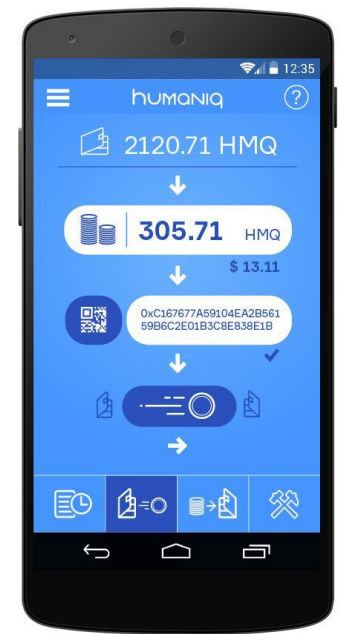 12:35
humaniq
?
2120.71 HMQ
305.71 HMQ
$ 13.11
0xC167677A59104EA2B561
59B6C2E01B3C8E838E1B